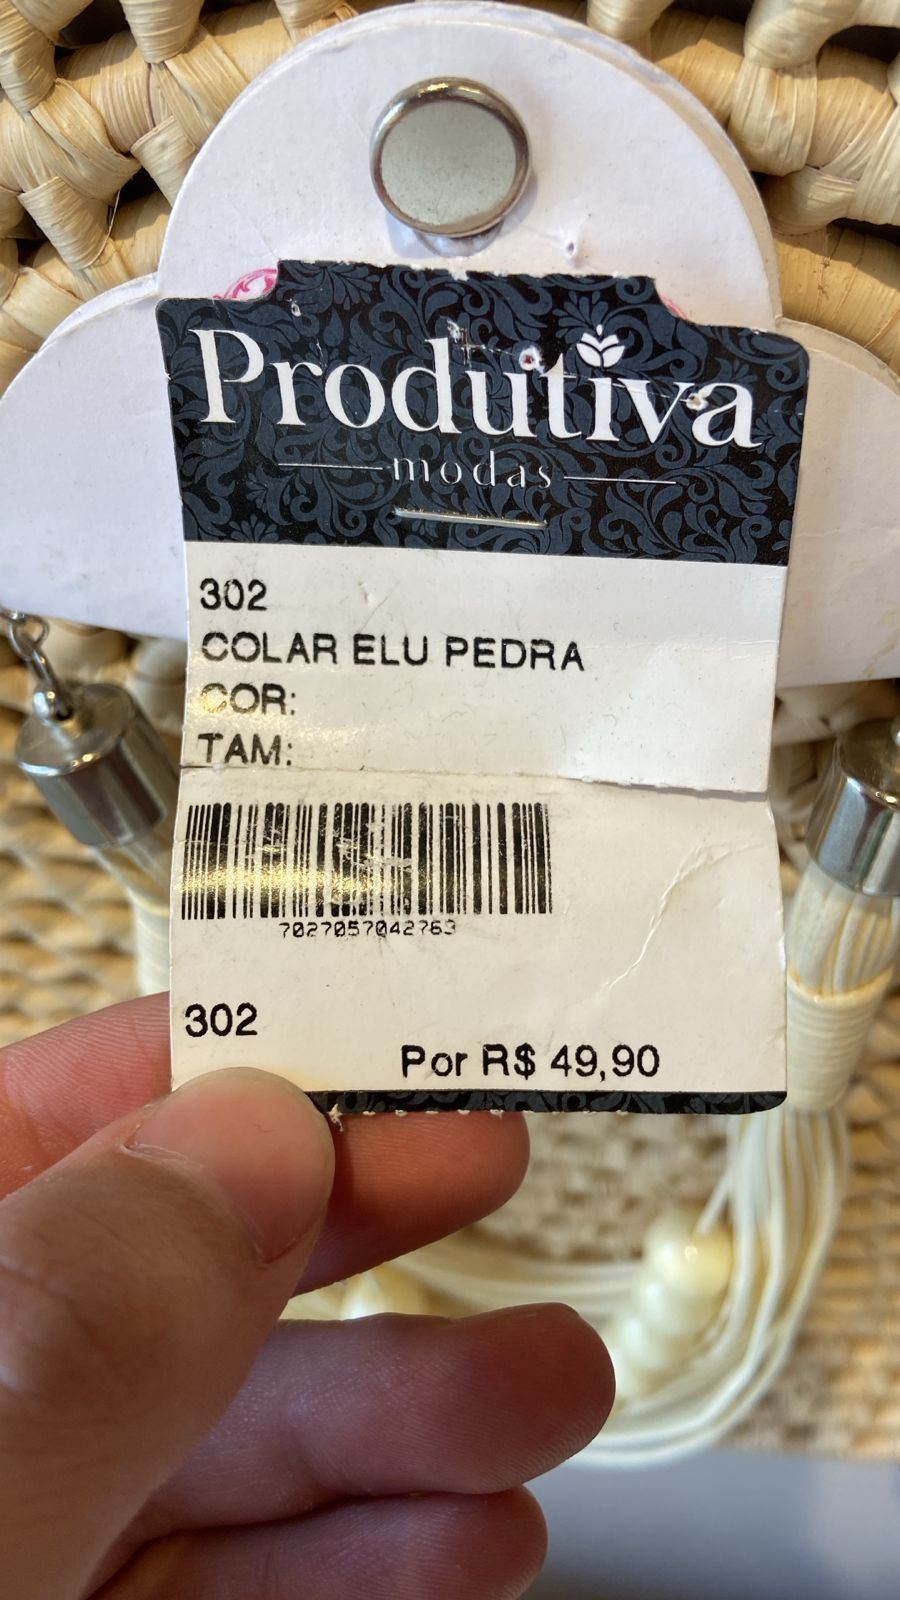 Produtiva
modas
302
COLAR ELU PEDRA
COR:
TAM:
7027057042763
302
Por R$ 49,90